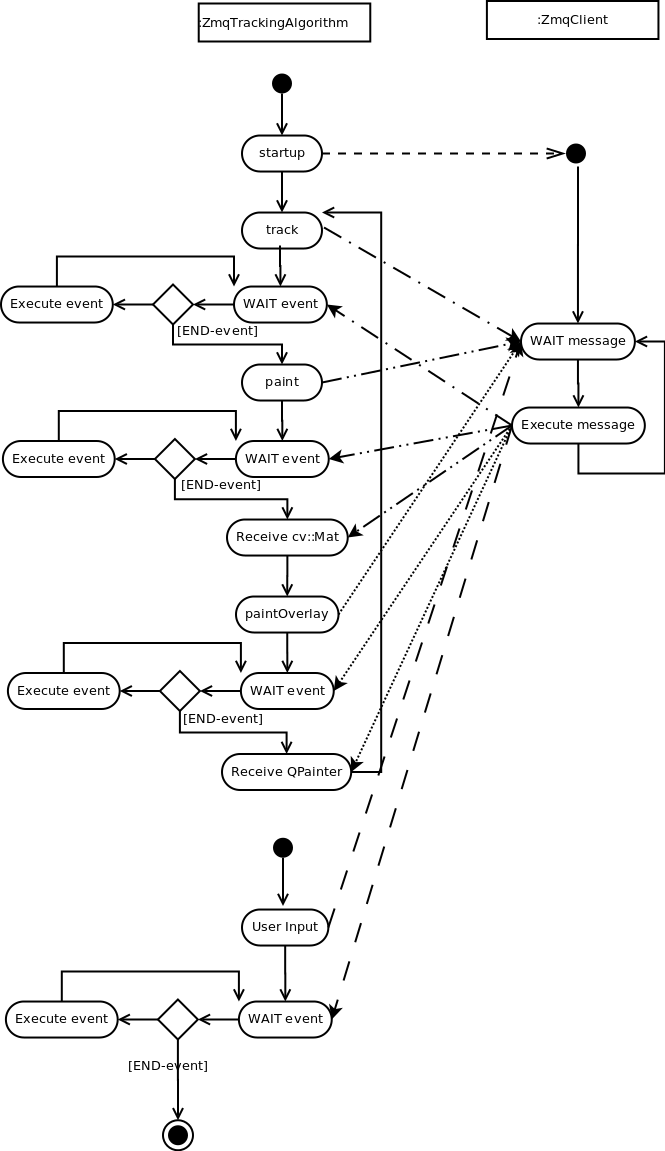 :ZmqTrackingAlgorithm
:ZmqClient
startup
track
Execute event
WAIT event
[END-event]
WAIT message
paint
Execute message
Execute event
WAIT event
[END-event]
Receive cv::Mat
paintOverlay
Execute event
WAIT event
[END-event]
Receive QPainter
User Input
Execute event
WAIT event
[END-event]